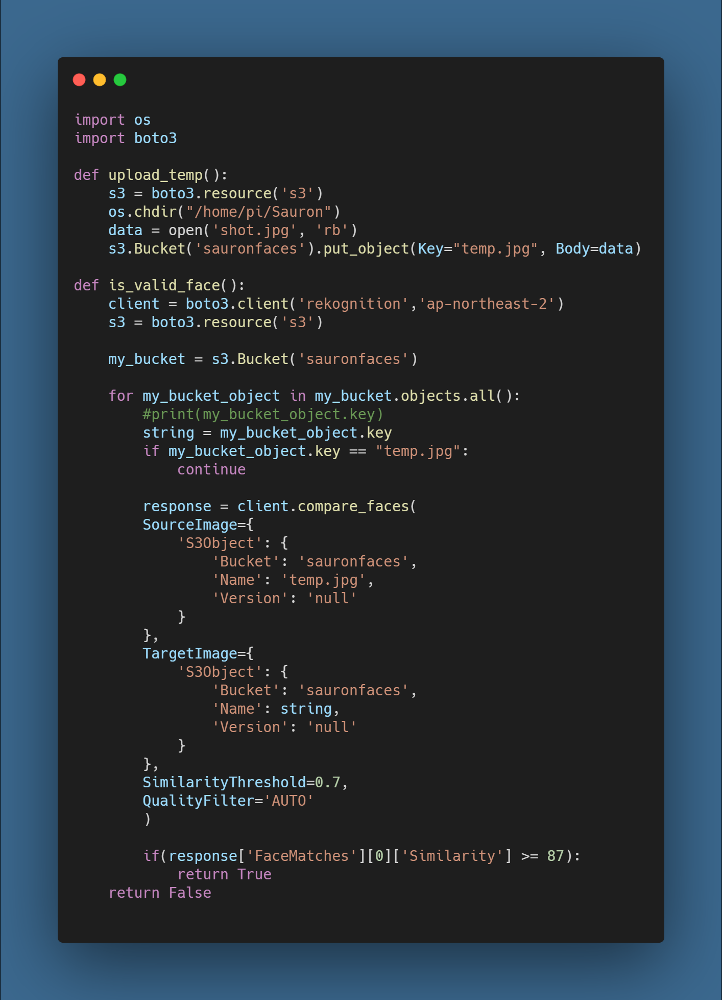 import os
import boto3

def upload_temp():
    s3 = boto3.resource('s3')
    os.chdir("/home/pi/Sauron")
    data = open('shot.jpg', 'rb')
    s3.Bucket('sauronfaces').put_object(Key="temp.jpg", Body=data)

def is_valid_face():
    client = boto3.client('rekognition','ap-northeast-2')
    s3 = boto3.resource('s3')

    my_bucket = s3.Bucket('sauronfaces')

    for my_bucket_object in my_bucket.objects.all():
        #print(my_bucket_object.key)
        string = my_bucket_object.key
        if my_bucket_object.key == "temp.jpg":
            continue

        response = client.compare_faces(
        SourceImage={
            'S3Object': {
                'Bucket': 'sauronfaces',
                'Name': 'temp.jpg',
                'Version': 'null'
            }
        },
        TargetImage={
            'S3Object': {
                'Bucket': 'sauronfaces',
                'Name': string,
                'Version': 'null'
            }
        },
        SimilarityThreshold=0.7,
        QualityFilter='AUTO'
        )

        if(response['FaceMatches'][0]['Similarity'] >= 87):
            return True
    return False